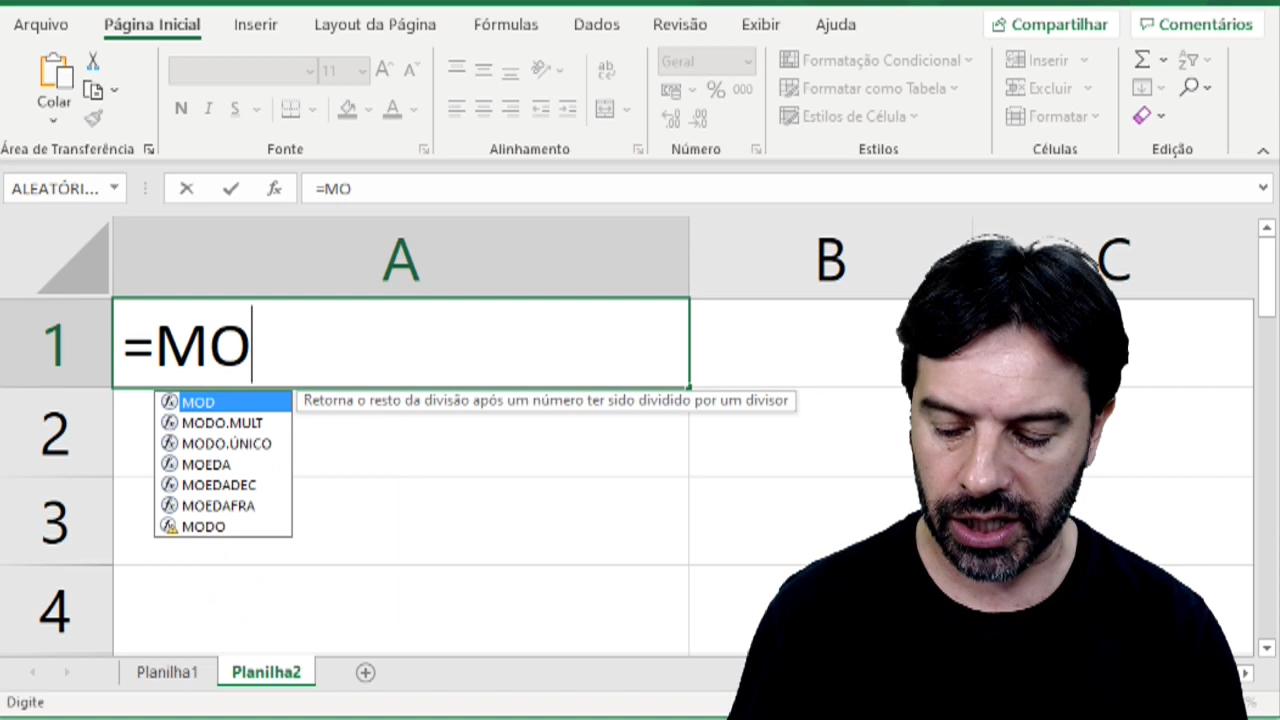 Arquivo Página Inicial Inserir Layout da Página Fórmulas Dados Revisão Exibir Ajuda Compartilhar Comentários
Colar
11
Geral
Formatação Condicional
Formatar como Tabela
Estilos de Célula
Inserir
Excluir
Formatar
N I S
% 000
Área de Transferência Fonte Alinhamento Número Estilos Células Edição
ALEATÓRI... fx =MO
A B C
1 =MO
MOD Retorna o resto da divisão após um número ter sido dividido por um divisor
MODO.MULT
MODO.ÚNICO
MOEDA
MOEDADEC
MOEDAFRA
MODO
2
3
4
Planilha1 Planilha2
Digite